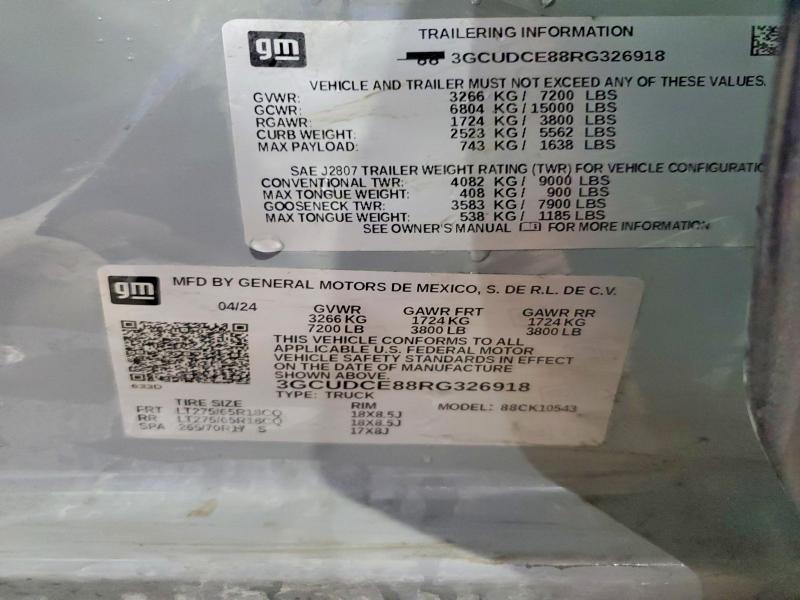 gm
TRAILERING INFORMATION
3GCUDCE88RG326918
VEHICLE AND TRAILER MUST NOT EXCEED ANY OF THESE VALUES.
GVWR: 3266 KG / 7200 LBS
GCWR: 6804 KG / 15000 LBS
RGAWR: 1724 KG / 3800 LBS
CURB WEIGHT: 2523 KG / 5562 LBS
MAX PAYLOAD: 743 KG / 1638 LBS
SAE J2807 TRAILER WEIGHT RATING (TWR) FOR VEHICLE CONFIGURATIO
CONVENTIONAL TWR: 4082 KG / 9000 LBS
MAX TONGUE WEIGHT: 408 KG / 900 LBS
GOOSENECK TWR: 3583 KG / 7900 LBS
MAX TONGUE WEIGHT: 538 KG / 1185 LBS
SEE OWNER'S MANUAL FOR MORE INFORMATION
gm
MFD BY GENERAL MOTORS DE MEXICO, S. DE R.L. DE C.V.
04/24 GVWR GAWR FRT GAWR RR
3266 KG 1724 KG 1724 KG
7200 LB 3800 LB 3800 LB
THIS VEHICLE CONFORMS TO ALL
APPLICABLE U.S. FEDERAL MOTOR
VEHICLE SAFETY STANDARDS IN EFFECT
ON THE DATE OF MANUFACTURE
SHOWN ABOVE.
633D
3GCUDCE88RG326918
TYPE: TRUCK
TIRE SIZE RIM MODEL: 88CK10543
FRT LT275/65R18CQ 18X8.5J
RR LT275/65R18CQ 18X8.5J
SPA 265/70R17 S 17X8J